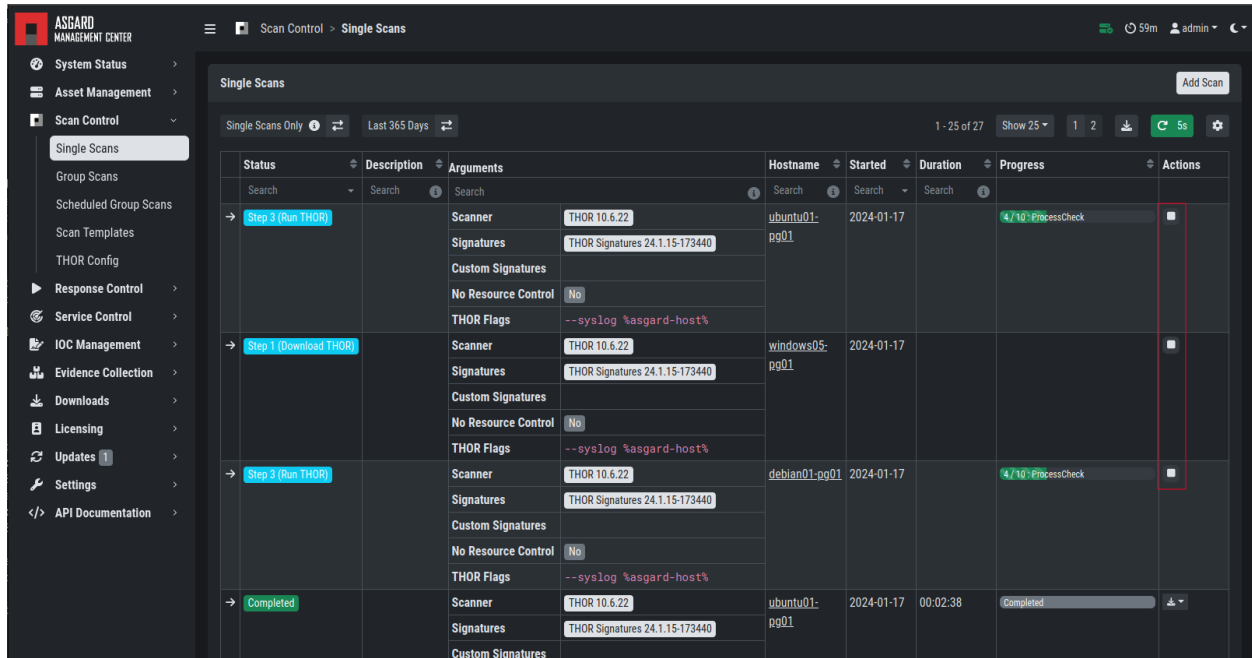 ASGARD
MANAGEMENT CENTER
Scan Control > Single Scans
59m admin
System Status
Asset Management
Scan Control
Single Scans
Group Scans
Scheduled Group Scans
Scan Templates
THOR Config
Response Control
Service Control
IOC Management
Evidence Collection
Downloads
Licensing
Updates 1
Settings
API Documentation
Single Scans Add Scan
Single Scans Only Last 365 Days 1 - 25 of 27 Show 25 1 2 5s
Status Description Arguments Hostname Started Duration Progress Actions
Search Search Search Search Search Search
Step 3 (Run THOR) Scanner THOR 10.6.22 ubuntu01- 2024-01-17 4 / 10: ProcessCheck
Signatures THOR Signatures 24.1.15-173440 pg01
Custom Signatures
No Resource Control No
THOR Flags --syslog %asgard-host%
Step 1 (Download THOR) Scanner THOR 10.6.22 windows05- 2024-01-17
Signatures THOR Signatures 24.1.15-173440 pg01
Custom Signatures
No Resource Control No
THOR Flags --syslog %asgard-host%
Step 3 (Run THOR) Scanner THOR 10.6.22 debian01-pg01 2024-01-17 4 / 10: ProcessCheck
Signatures THOR Signatures 24.1.15-173440
Custom Signatures
No Resource Control No
THOR Flags --syslog %asgard-host%
Completed Scanner THOR 10.6.22 ubuntu01- 2024-01-17 00:02:38 Completed
Signatures THOR Signatures 24.1.15-173440 pg01
Custom Signatures